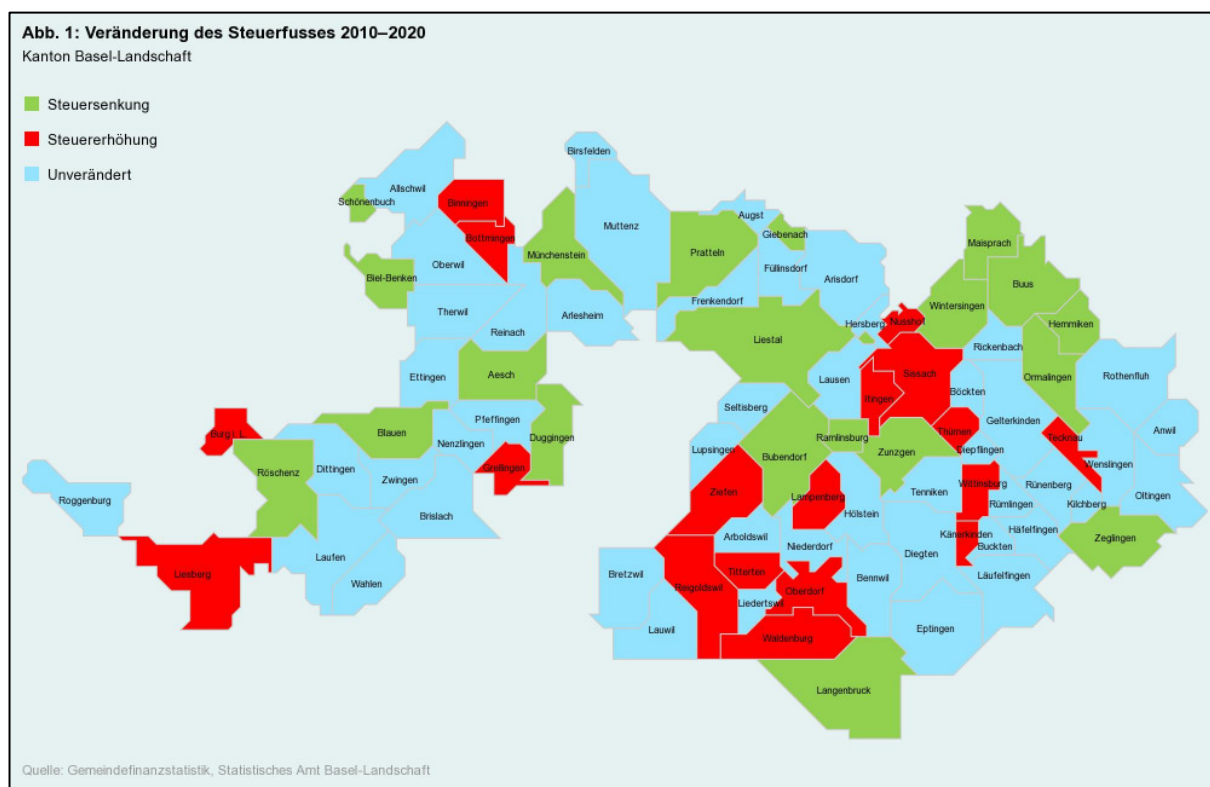 Abb. 1: Veränderung des Steuerfusses 2010–2020
Kanton Basel-Landschaft
Steuersenkung
Steuererhöhung
Unverändert
Birsfelden
Allschwil
Schönenbuch
Binningen
Augst
Muttenz
Giebenach
Bottmingen
Maisprach
Münchenstein
Pratteln
Oberwil
Füllinsdorf
Biel-Benken
Arisdorf
Buus
Frenkendorf
Wintersingen
Therwil
Arlesheim
Hersberg
Nusshof
Hemmiken
Reinach
Liestal
Rickenbach
Sissach
Aesch
Ettingen
Rothenfluh
Lausen
Ormalingen
Böckten
Itingen
Seltisberg
Pfeffingen
Gelterkinden
Anwil
Blauen
Burg i. L.
Duggingen
Ramlinsburg
Thürnen
Nenzlingen
Tecknau
Zunzgen
Diepflingen
Lupsingen
Bubendorf
Wenslingen
Grellingen
Röschenz
Dittingen
Zwingen
Wittinsburg
Rünenberg
Oltingen
Ziefen
Lampenberg
Tenniken
Roggenburg
Rümlingen
Kilchberg
Hölstein
Brislach
Häfelfingen
Känerkinden
Zeglingen
Arboldswil
Niederdorf
Buckten
Laufen
Diegten
Liesberg
Titterten
Bretzwil
Bennwil
Läufelfingen
Wahlen
Reigoldswil
Oberdorf
Liedertswil
Eptingen
Lauwil
Waldenburg
Langenbruck
Quelle: Gemeindefinanzstatistik, Statistisches Amt Basel-Landschaft